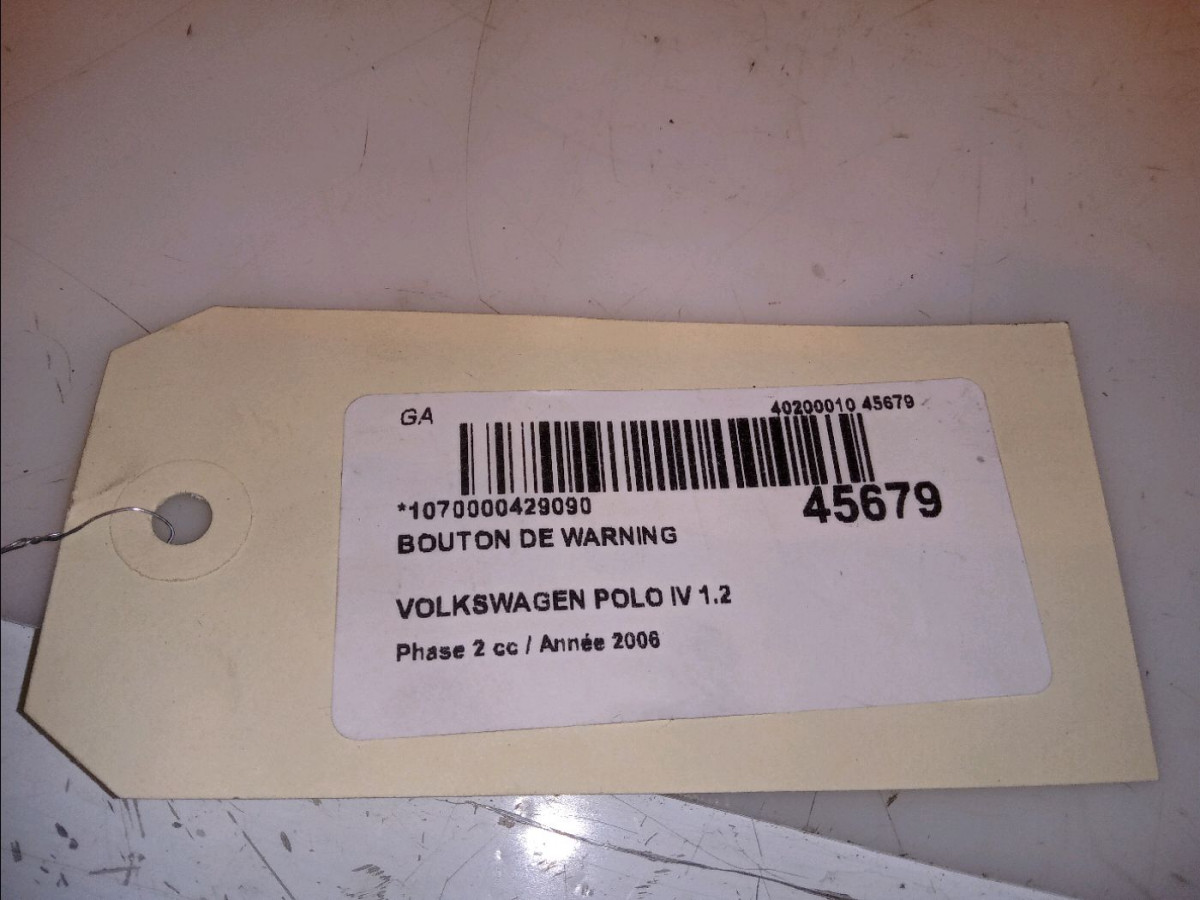 GA
40200010 45679
*1070000429090
45679
BOUTON DE WARNING
VOLKSWAGEN POLO IV 1.2
Phase 2 cc / Année 2006